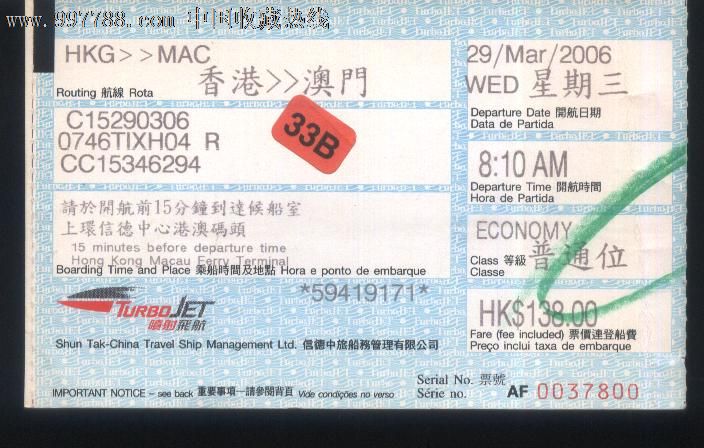 www.997788.com 中国收藏热线
HKG>>MAC
香港>>澳門
Routing 航線 Rota
29/Mar/2006
WED 星期三
Departure Date 開航日期
Data de Partida
C15290306
0746TIXH04 R
CC15346294
33B
8:10 AM
Departure Time 開航時間
Hora de Partida
請於開航前15分鐘到達候船室
上環信德中心港澳碼頭
15 minutes before departure time
Hong Kong Macau Ferry Terminal
Boarding Time and Place 乘船時間及地點 Hora e ponto de embarque
ECONOMY
普通位
Class 等級
Classe
*59419171*
TURBOJET
噴射飛航
Shun Tak-China Travel Ship Management Ltd. 信德中旅船務管理有限公司
HK$138.00
Fare (fee included) 票價連登船費
Preço inclui taxa de embarque
IMPORTANT NOTICE – see back 重要事項—請參閱背頁 Vide condições no verso
Serial No. 票號
Série no.
AF 0037800